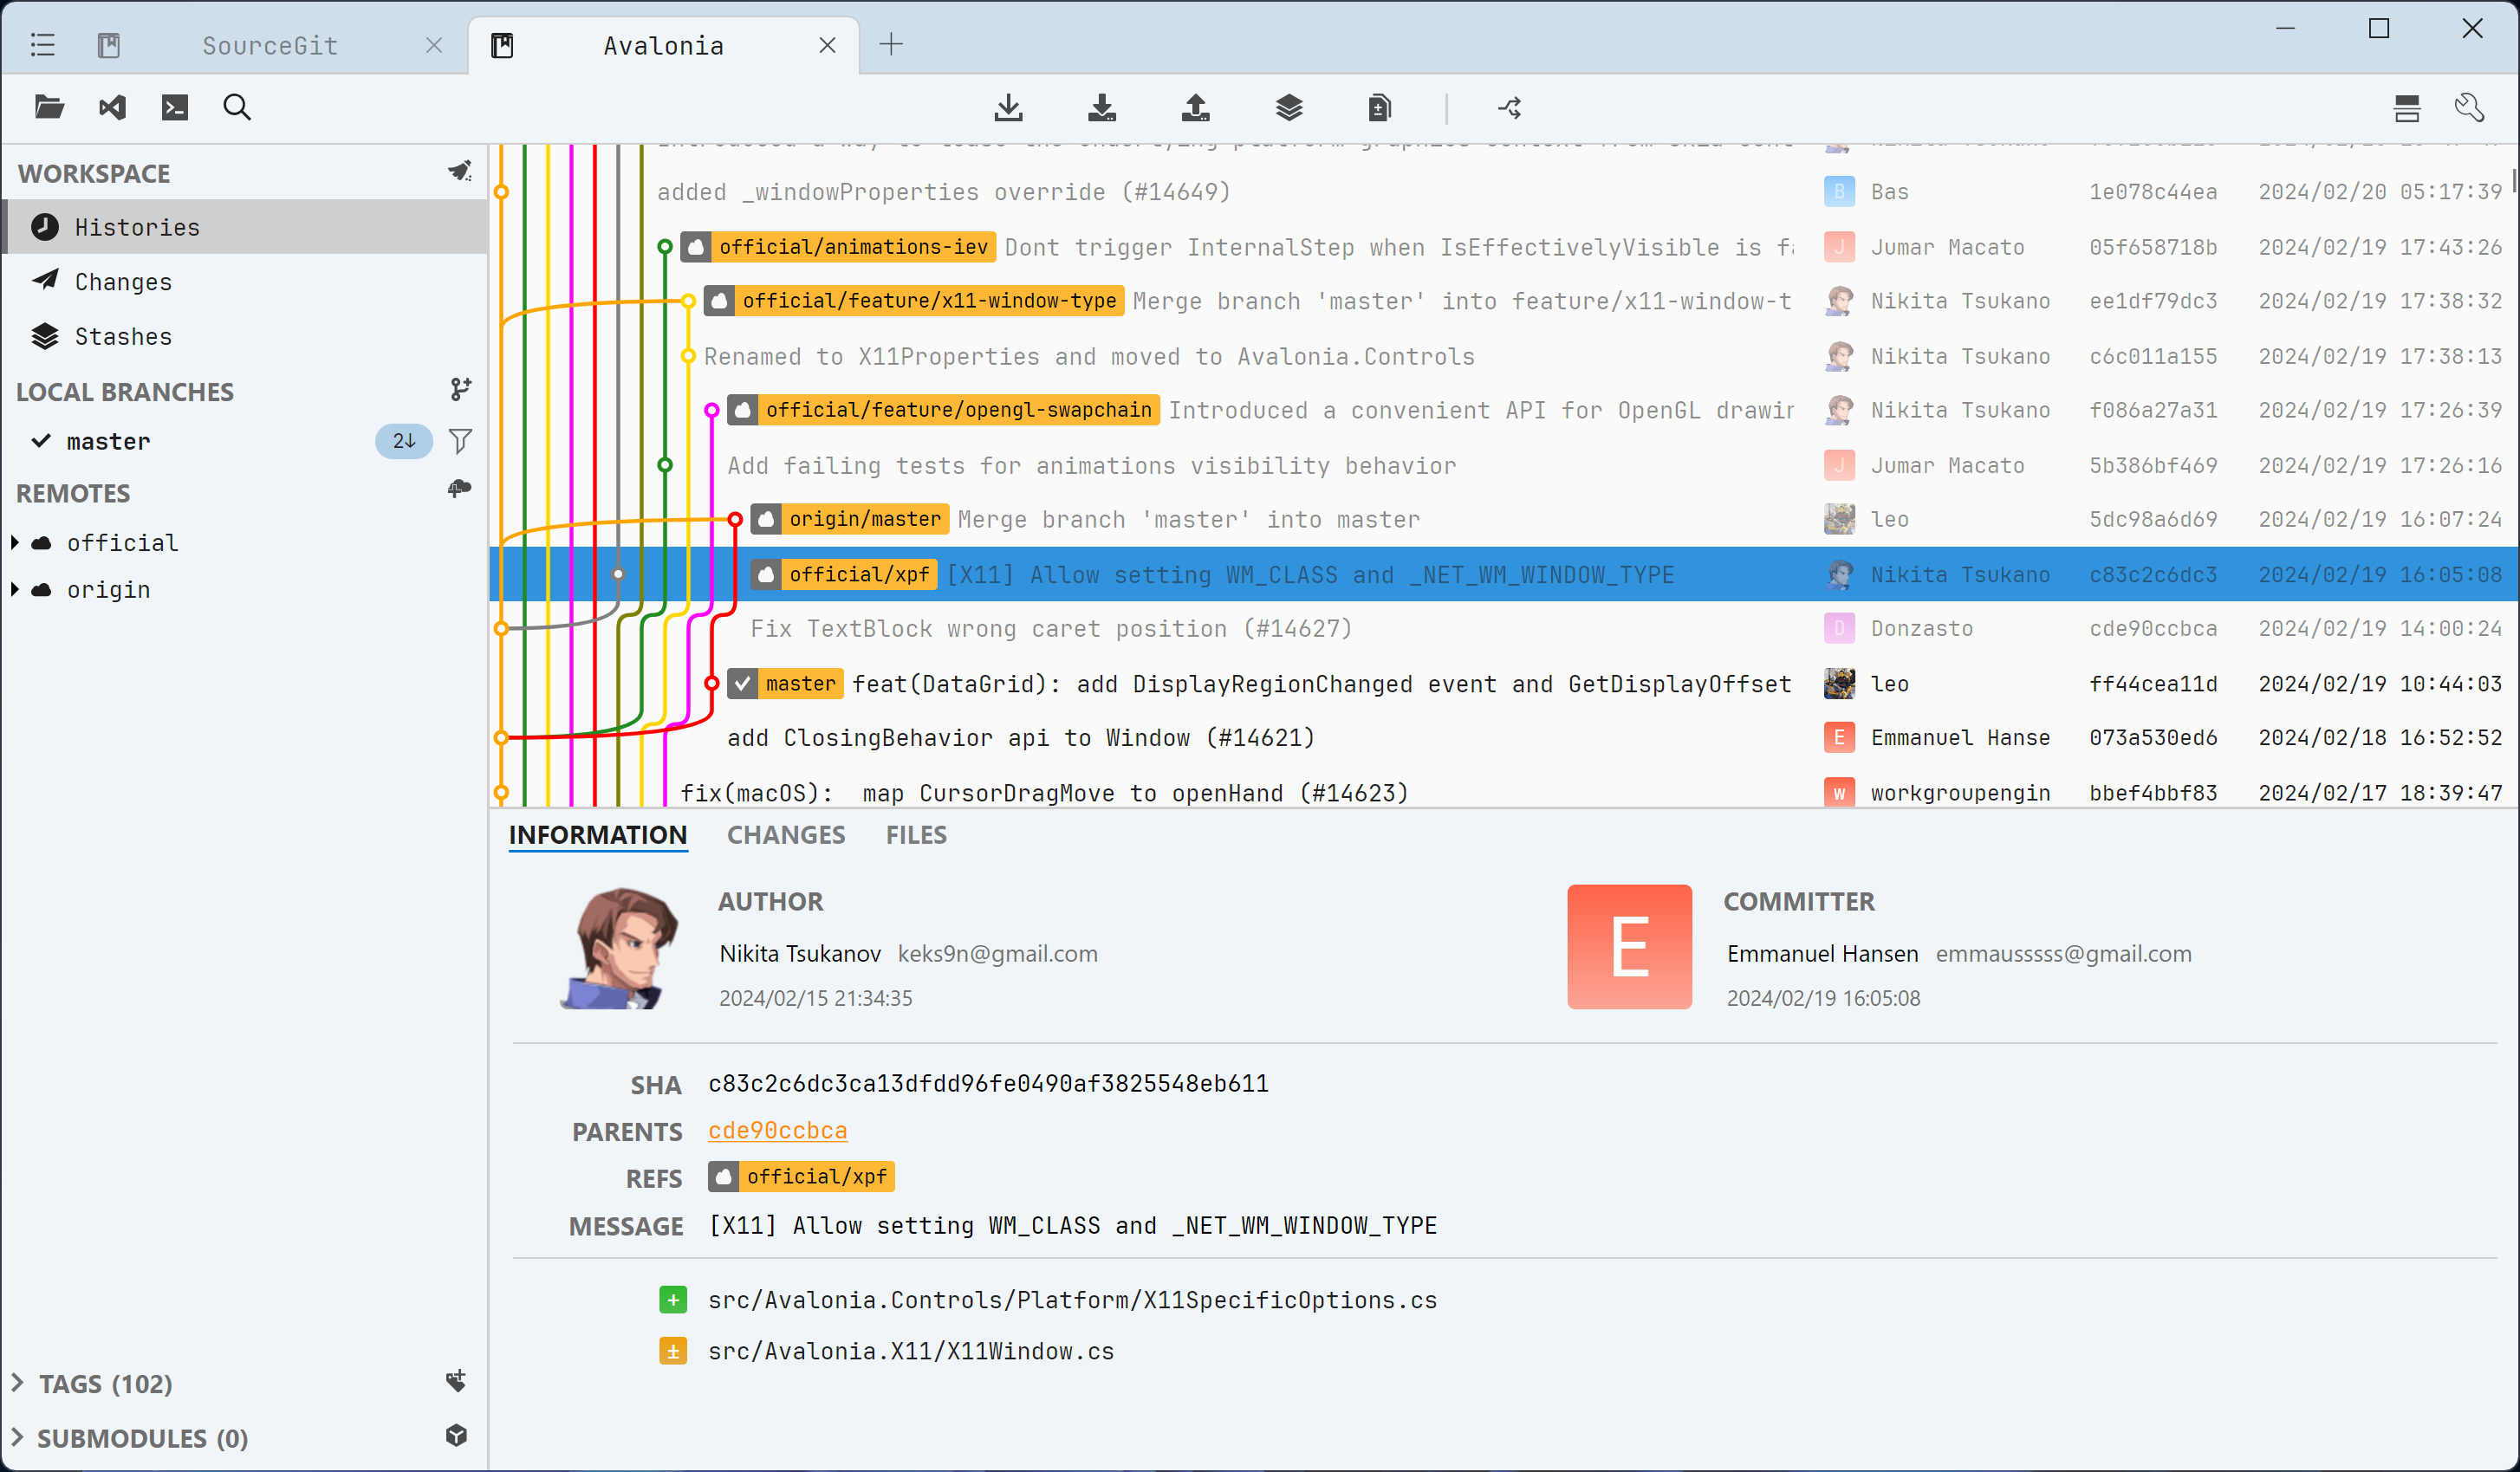 SourceGit
Avalonia
WORKSPACE
Histories
Changes
Stashes
LOCAL BRANCHES
master 2↓
REMOTES
official
origin
TAGS (102)
SUBMODULES (0)
added _windowProperties override (#14649) B Bas 1e078c44ea 2024/02/20 05:17:39
official/animations-iev Dont trigger InternalStep when IsEffectivelyVisible is J Jumar Macato 05f658718b 2024/02/19 17:43:26
official/feature/x11-window-type Merge branch 'master' into feature/x11-window-t Nikita Tsukano ee1df79dc3 2024/02/19 17:38:32
Renamed to X11Properties and moved to Avalonia.Controls Nikita Tsukano c6c011a155 2024/02/19 17:38:13
official/feature/opengl-swapchain Introduced a convenient API for OpenGL drawin Nikita Tsukano f086a27a31 2024/02/19 17:26:39
Add failing tests for animations visibility behavior J Jumar Macato 5b386bf469 2024/02/19 17:26:16
origin/master Merge branch 'master' into master leo 5dc98a6d69 2024/02/19 16:07:24
official/xpf [X11] Allow setting WM_CLASS and _NET_WM_WINDOW_TYPE Nikita Tsukano c83c2c6dc3 2024/02/19 16:05:08
Fix TextBlock wrong caret position (#14627) D Donzasto cde90ccbca 2024/02/19 14:00:24
master feat(DataGrid): add DisplayRegionChanged event and GetDisplayOffset leo ff44cea11d 2024/02/19 10:44:03
add ClosingBehavior api to Window (#14621) E Emmanuel Hanse 073a530ed6 2024/02/18 16:52:52
fix(macOS): map CursorDragMove to openHand (#14623) W workgroupengin bbef4bbf83 2024/02/17 18:39:47
INFORMATION CHANGES FILES
AUTHOR
Nikita Tsukanov keks9n@gmail.com
2024/02/15 21:34:35
E
COMMITTER
Emmanuel Hansen emmausssss@gmail.com
2024/02/19 16:05:08
SHA c83c2c6dc3ca13dfdd96fe0490af3825548eb611
PARENTS cde90ccbca
REFS official/xpf
MESSAGE [X11] Allow setting WM_CLASS and _NET_WM_WINDOW_TYPE
+ src/Avalonia.Controls/Platform/X11SpecificOptions.cs
± src/Avalonia.X11/X11Window.cs